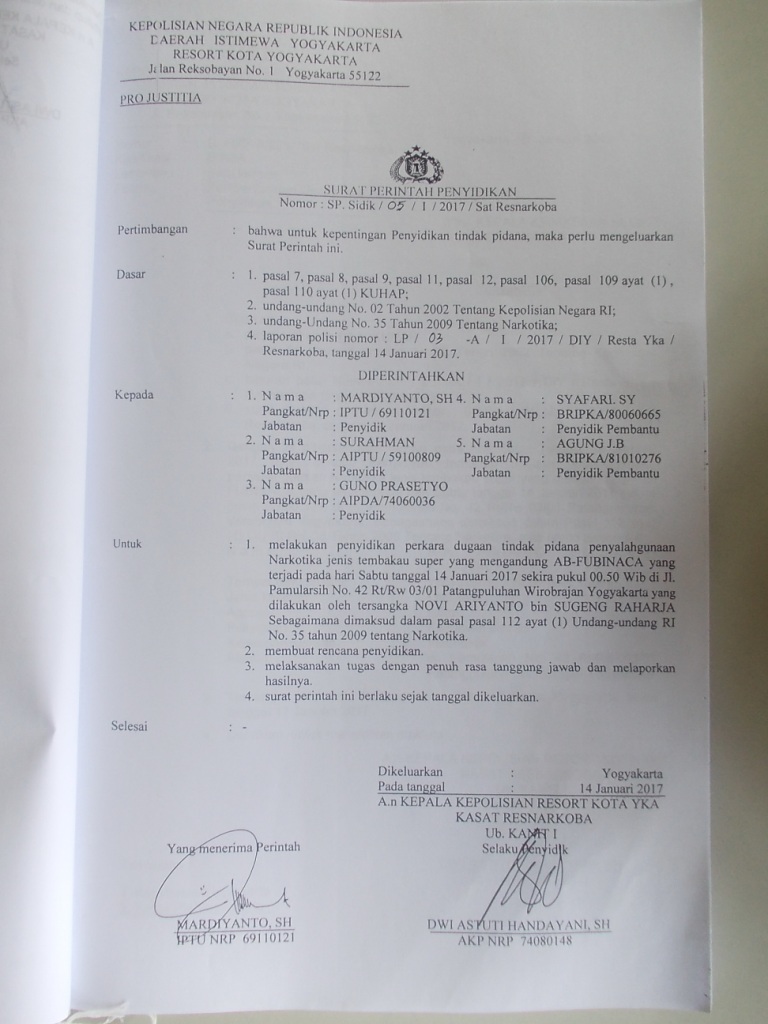 KEPOLISIAN NEGARA REPUBLIK INDONESIA
DAERAH ISTIMEWA YOGYAKARTA
RESORT KOTA YOGYAKARTA
Jalan Reksobayan No. 1 Yogyakarta 55122
PRO JUSTITIA
SURAT PERINTAH PENYIDIKAN
Nomor : SP. Sidik / 05 / I / 2017 / Sat Resnarkoba
Pertimbangan : bahwa untuk kepentingan Penyidikan tindak pidana, maka perlu mengeluarkan
Surat Perintah ini.
Dasar : 1. pasal 7, pasal 8, pasal 9, pasal 11, pasal 12, pasal 106, pasal 109 ayat (1) ,
pasal 110 ayat (1) KUHAP;
2. undang-undang No. 02 Tahun 2002 Tentang Kepolisian Negara RI;
3. undang-Undang No. 35 Tahun 2009 Tentang Narkotika;
4. laporan polisi nomor : LP / 03 -A / I / 2017 / DIY / Resta Yka /
Resnarkoba, tanggal 14 Januari 2017.
DIPERINTAHKAN
Kepada : 1. N a m a : MARDIYANTO, SH 4. N a m a : SYAFARI. SY
Pangkat/Nrp : IPTU / 69110121 Pangkat/Nrp : BRIPKA/80060665
Jabatan : Penyidik Jabatan : Penyidik Pembantu
2. N a m a : SURAHMAN 5. N a m a : AGUNG J.B
Pangkat/Nrp : AIPTU / 59100809 Pangkat/Nrp : BRIPKA/81010276
Jabatan : Penyidik Jabatan : Penyidik Pembantu
3. N a m a : GUNO PRASETYO
Pangkat/Nrp : AIPDA/74060036
Jabatan : Penyidik
Untuk : 1. melakukan penyidikan perkara dugaan tindak pidana penyalahgunaan
Narkotika jenis tembakau super yang mengandung AB-FUBINACA yang
terjadi pada hari Sabtu tanggal 14 Januari 2017 sekira pukul 00.50 Wib di Jl.
Pamularsih No. 42 Rt/Rw 03/01 Patangpuluhan Wirobrajan Yogyakarta yang
dilakukan oleh tersangka NOVI ARIYANTO bin SUGENG RAHARJA
Sebagaimana dimaksud dalam pasal pasal 112 ayat (1) Undang-undang RI
No. 35 tahun 2009 tentang Narkotika.
2. membuat rencana penyidikan.
3. melaksanakan tugas dengan penuh rasa tanggung jawab dan melaporkan
hasilnya.
4. surat perintah ini berlaku sejak tanggal dikeluarkan.
Selesai : -
Dikeluarkan : Yogyakarta
Pada tanggal : 14 Januari 2017
A.n KEPALA KEPOLISIAN RESORT KOTA YKA
KASAT RESNARKOBA
Ub. KANIT I
Selaku Penyidik
Yang menerima Perintah
MARDIYANTO, SH
IPTU NRP 69110121
DWI ASTUTI HANDAYANI, SH
AKP NRP 74080148